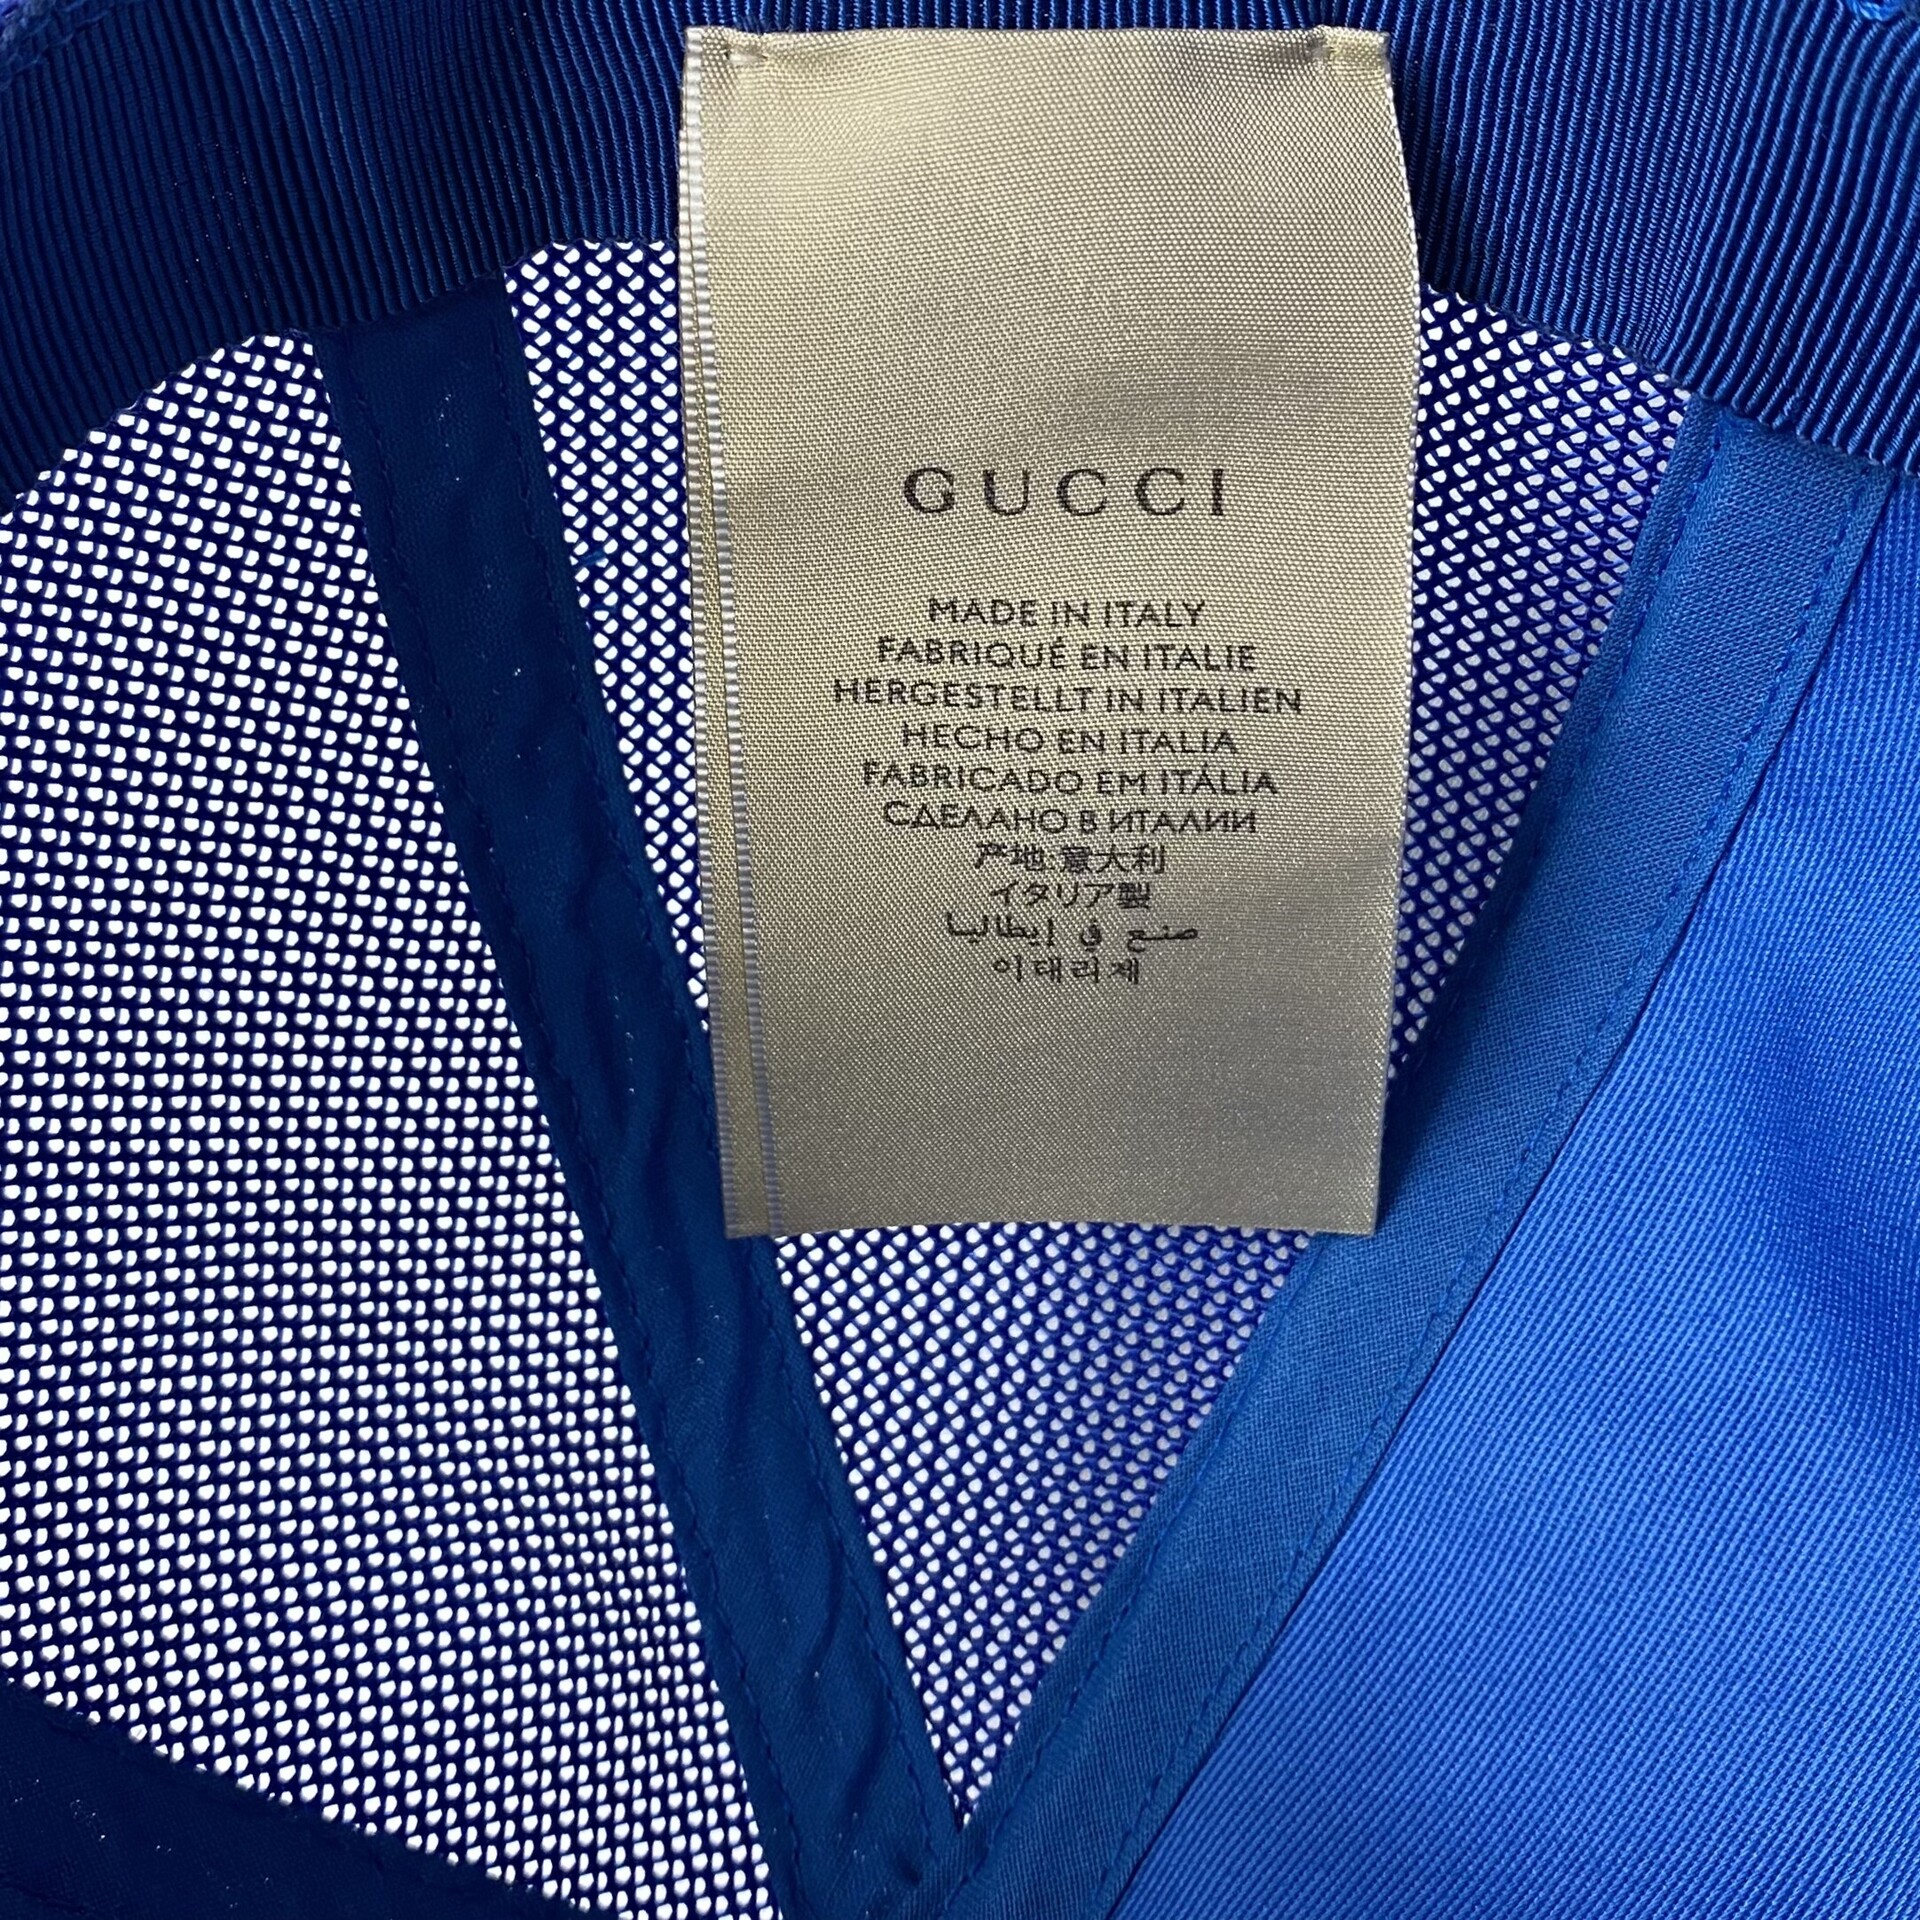 GUCCI
MADE IN ITALY
FABRIQUÉ EN ITALIE
HERGESTELLT IN ITALIEN
HECHO EN ITALIA
FABRICADO EM ITÁLIA
СДЕЛАНО В ИТАЛИИ
产地:意大利
イタリア製
صنع في إيطاليا
이태리제